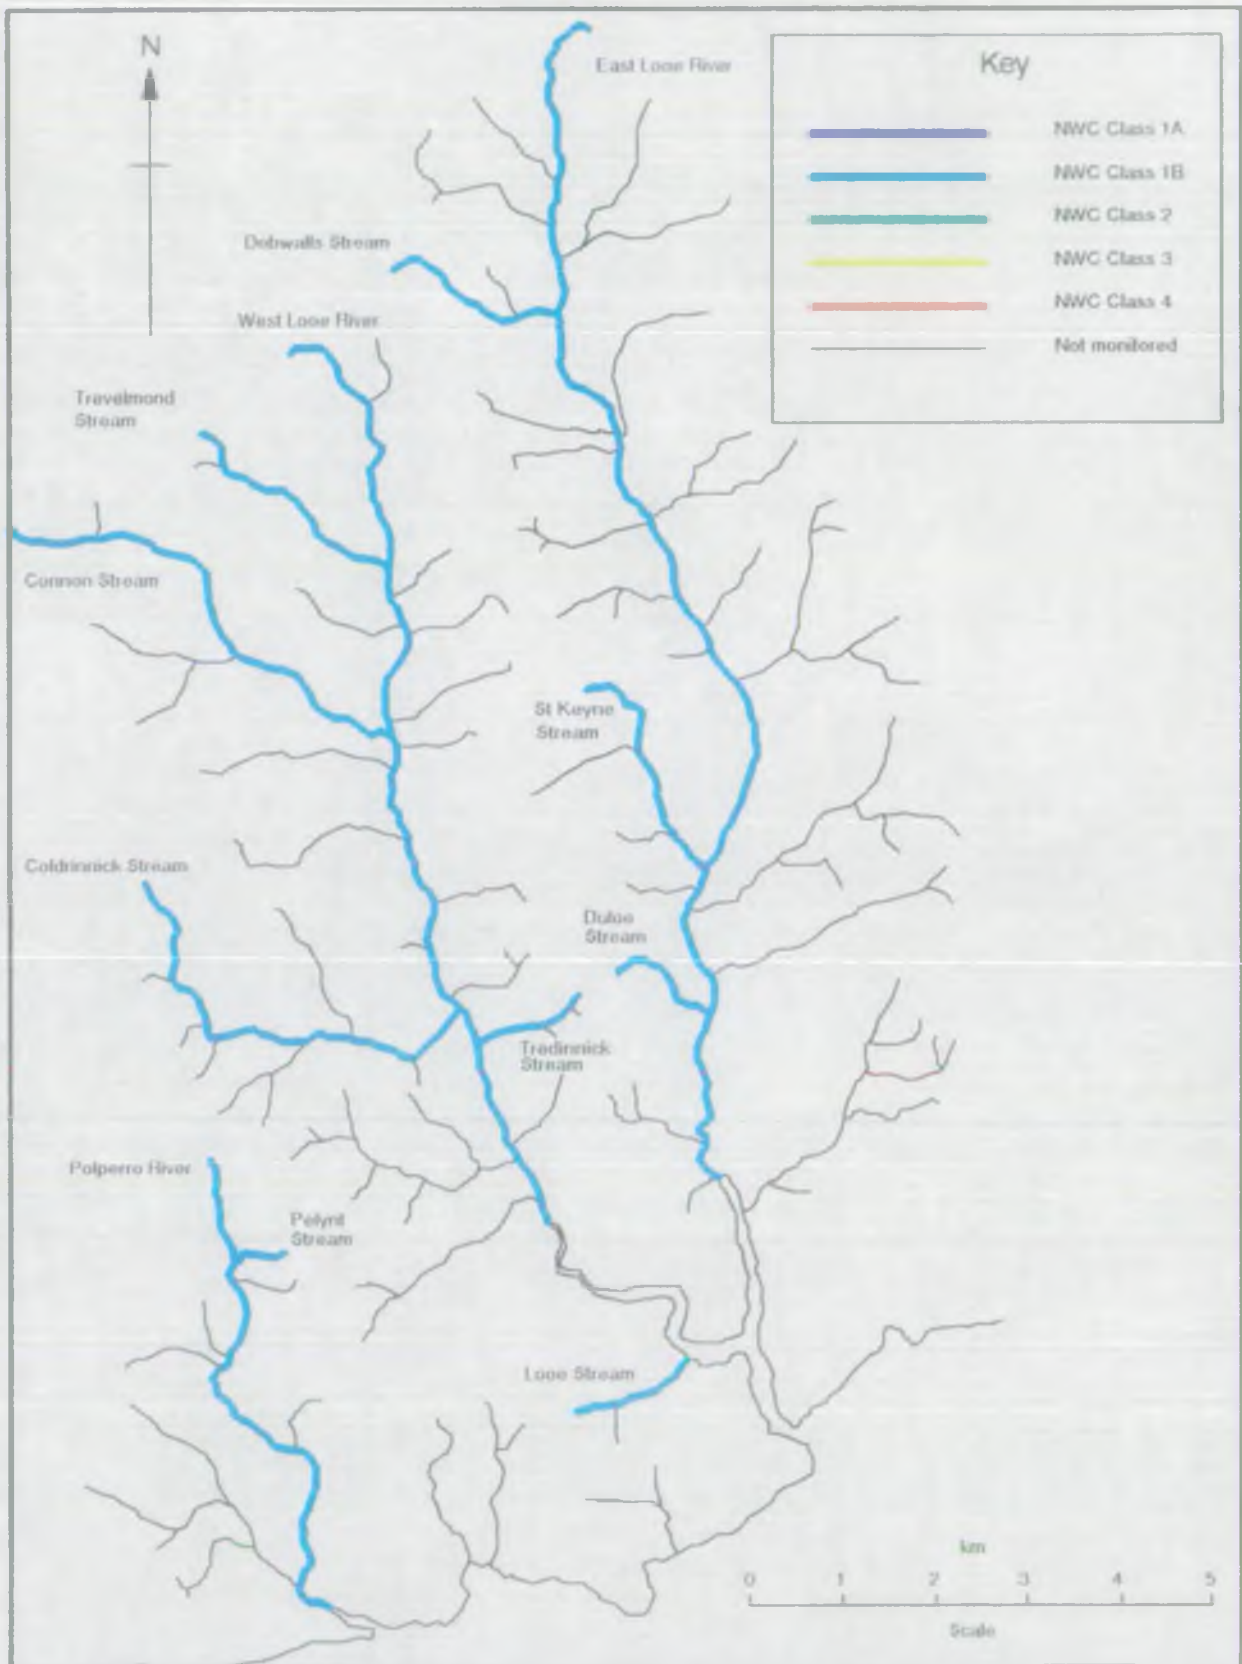 N
East Looe River
Key
NWC Class 1A
NWC Class 1B
NWC Class 2
NWC Class 3
NWC Class 4
Not monitored
Dobwalls Stream
West Looe River
Trevelmond
Stream
Connon Stream
St Keyne
Stream
Coldrinnick Stream
Duloe
Stream
Tredinnick
Stream
Polperro River
Pelynt
Stream
Looe Stream
km
0 1 2 3 4 5
Scale